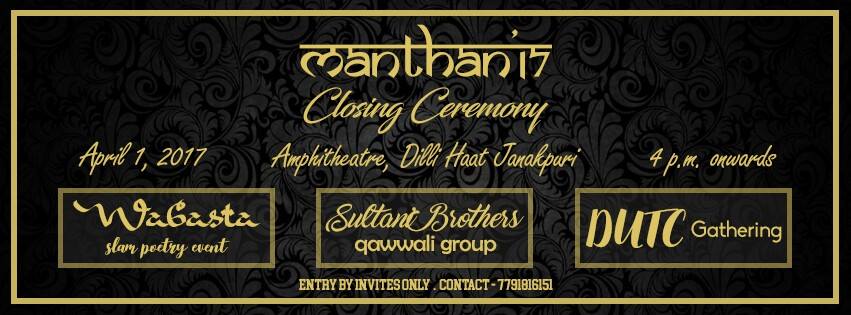 manthan'17
Closing Ceremony
April 1, 2017 Amphitheatre, Dilli Haat Janakpuri 4 p.m. onwards
Wabasta
slam poetry event
Sultani Brothers
qawwali group
DUTC Gathering
ENTRY BY INVITES ONLY . CONTACT - 7791816151